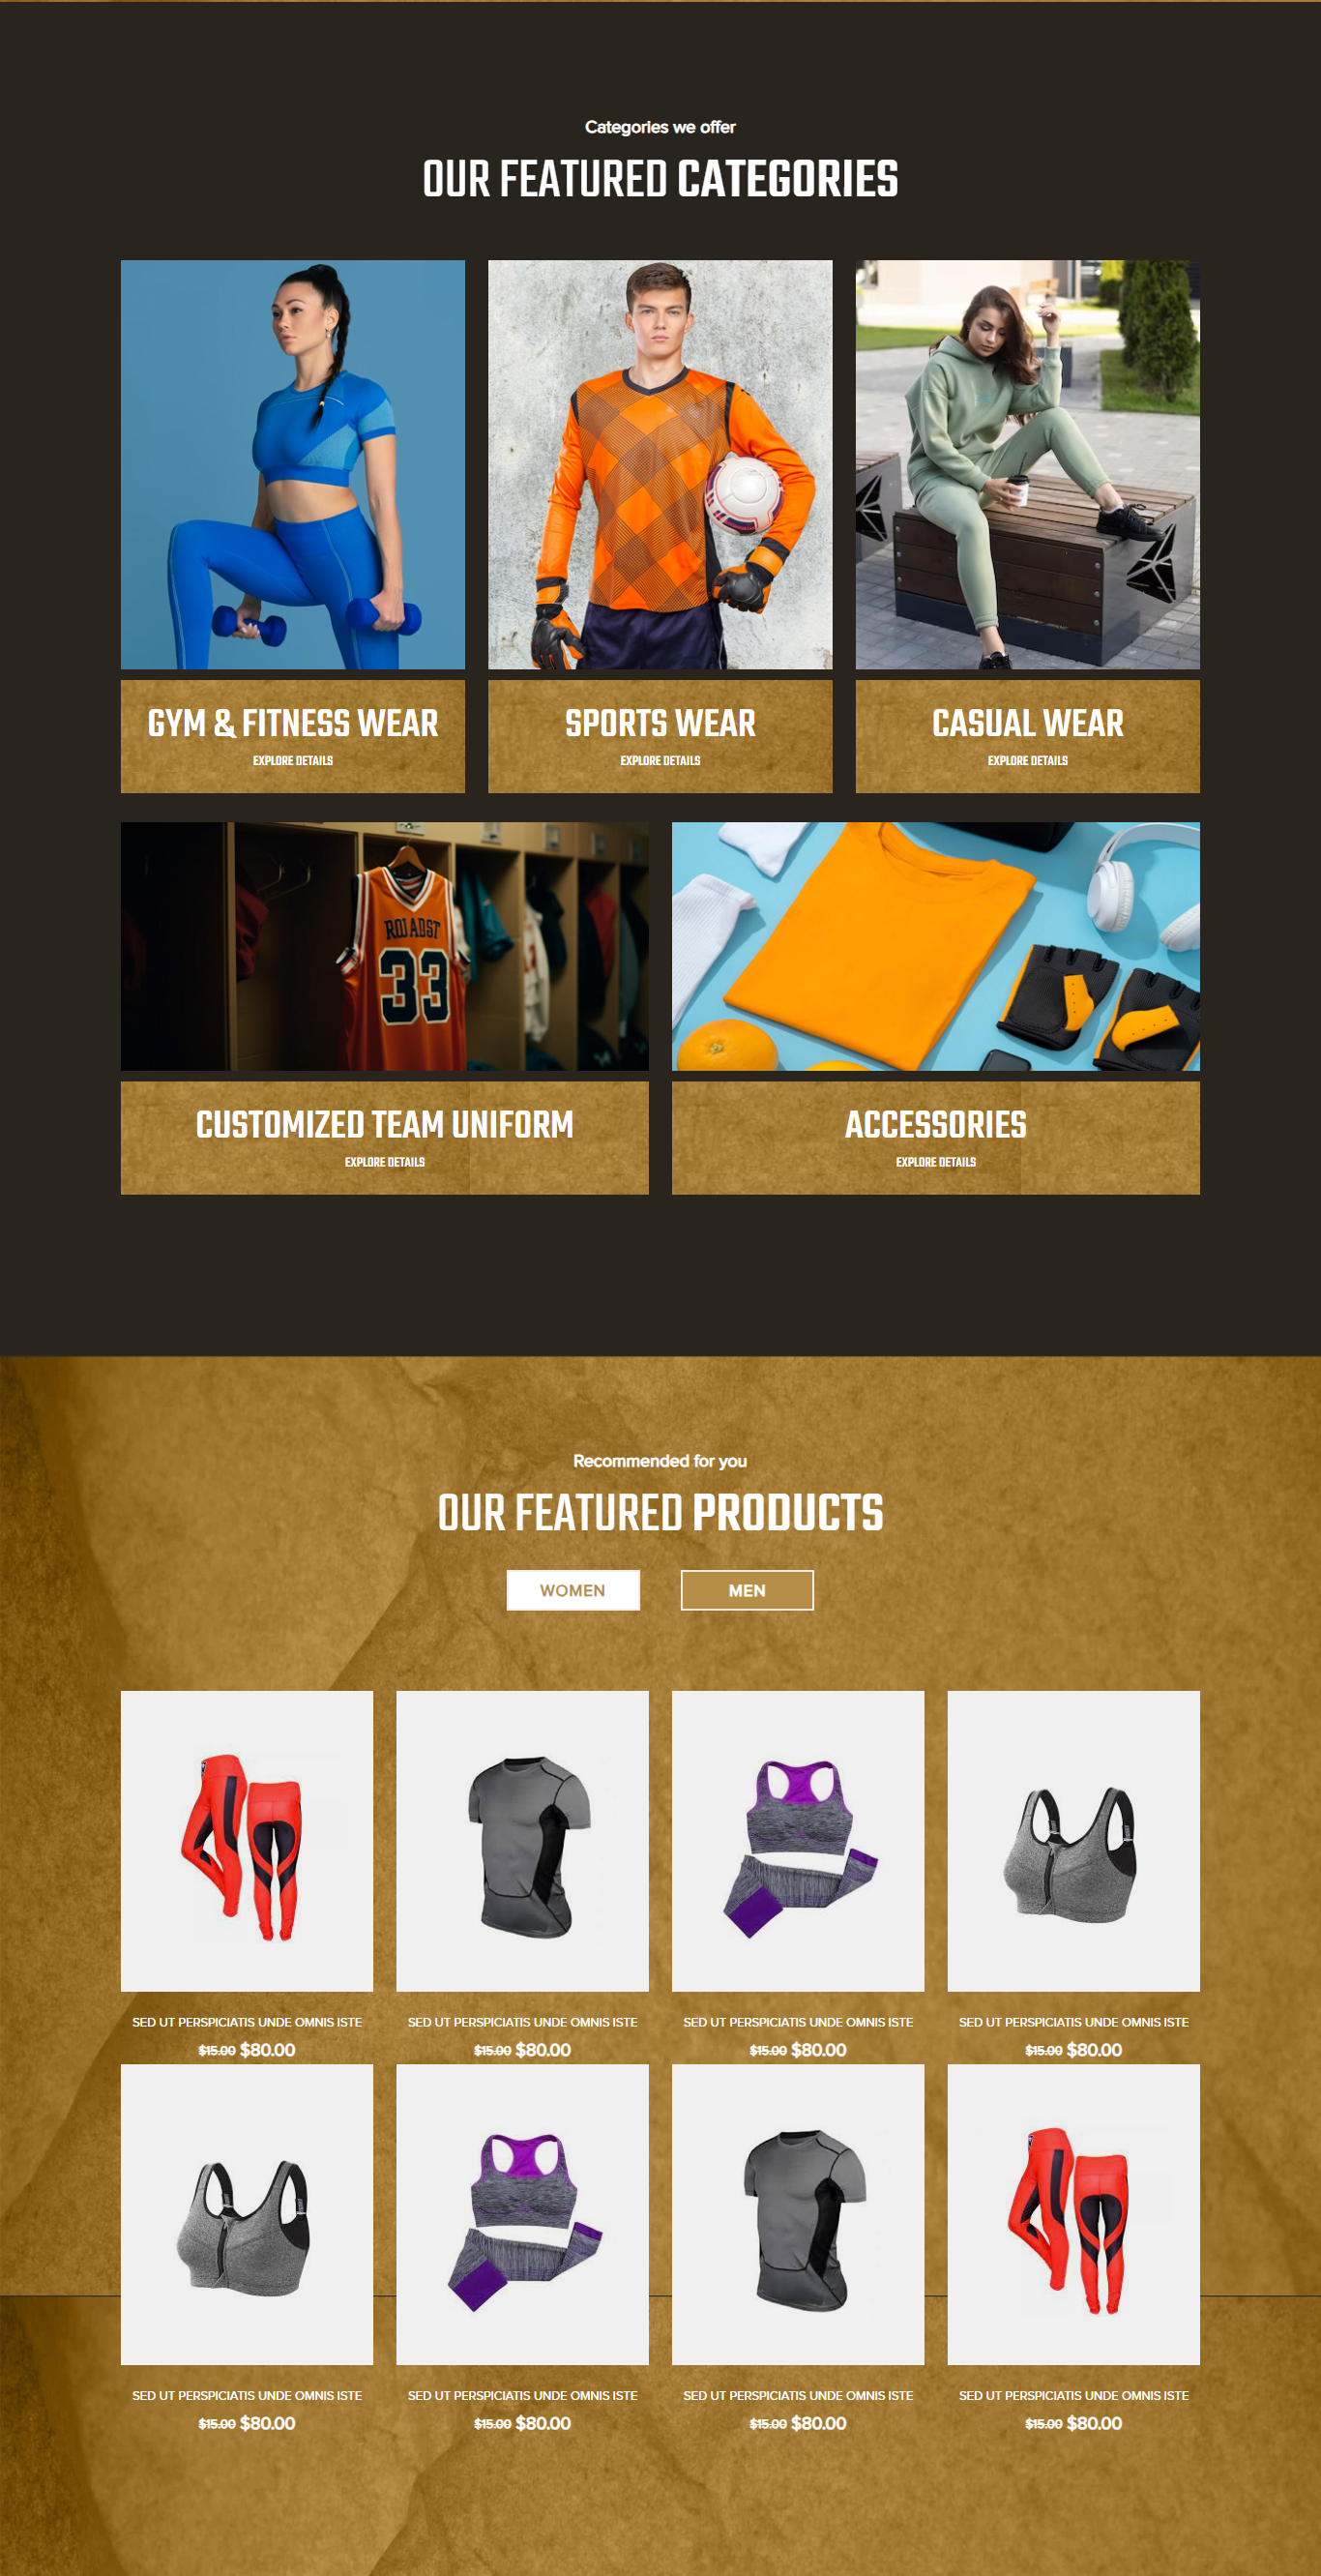 Categories we offer
OUR FEATURED CATEGORIES
GYM & FITNESS WEAR
EXPLORE DETAILS
SPORTS WEAR
EXPLORE DETAILS
CASUAL WEAR
EXPLORE DETAILS
33
CUSTOMIZED TEAM UNIFORM
EXPLORE DETAILS
ACCESSORIES
EXPLORE DETAILS
Recommended for you
OUR FEATURED PRODUCTS
WOMEN
MEN
SED UT PERSPICIATIS UNDE OMNIS ISTE
$15.00 $80.00
SED UT PERSPICIATIS UNDE OMNIS ISTE
$15.00 $80.00
SED UT PERSPICIATIS UNDE OMNIS ISTE
$15.00 $80.00
SED UT PERSPICIATIS UNDE OMNIS ISTE
$15.00 $80.00
SED UT PERSPICIATIS UNDE OMNIS ISTE
$15.00 $80.00
SED UT PERSPICIATIS UNDE OMNIS ISTE
$15.00 $80.00
SED UT PERSPICIATIS UNDE OMNIS ISTE
$15.00 $80.00
SED UT PERSPICIATIS UNDE OMNIS ISTE
$15.00 $80.00